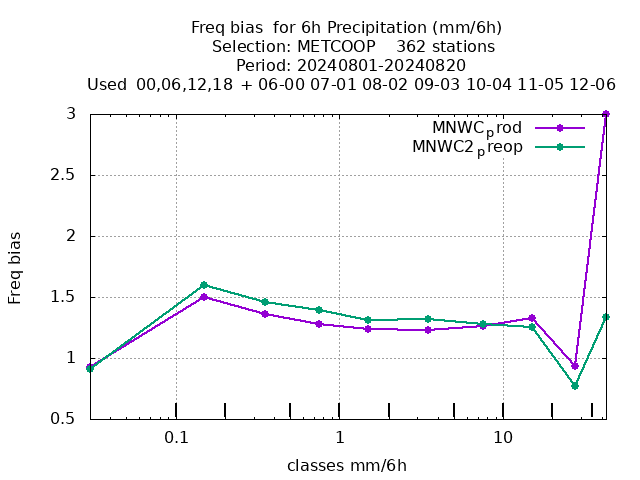 Freq bias  for 6h Precipitation (mm/6h)
Selection: METCOOP    362 stations
Period: 20240801-20240820
Used  00,06,12,18 + 06-00 07-01 08-02 09-03 10-04 11-05 12-06
MNWCprod
MNWC2preop
3
2.5
2
1.5
1
0.5
Freq bias
0.1
1
10
classes mm/6h